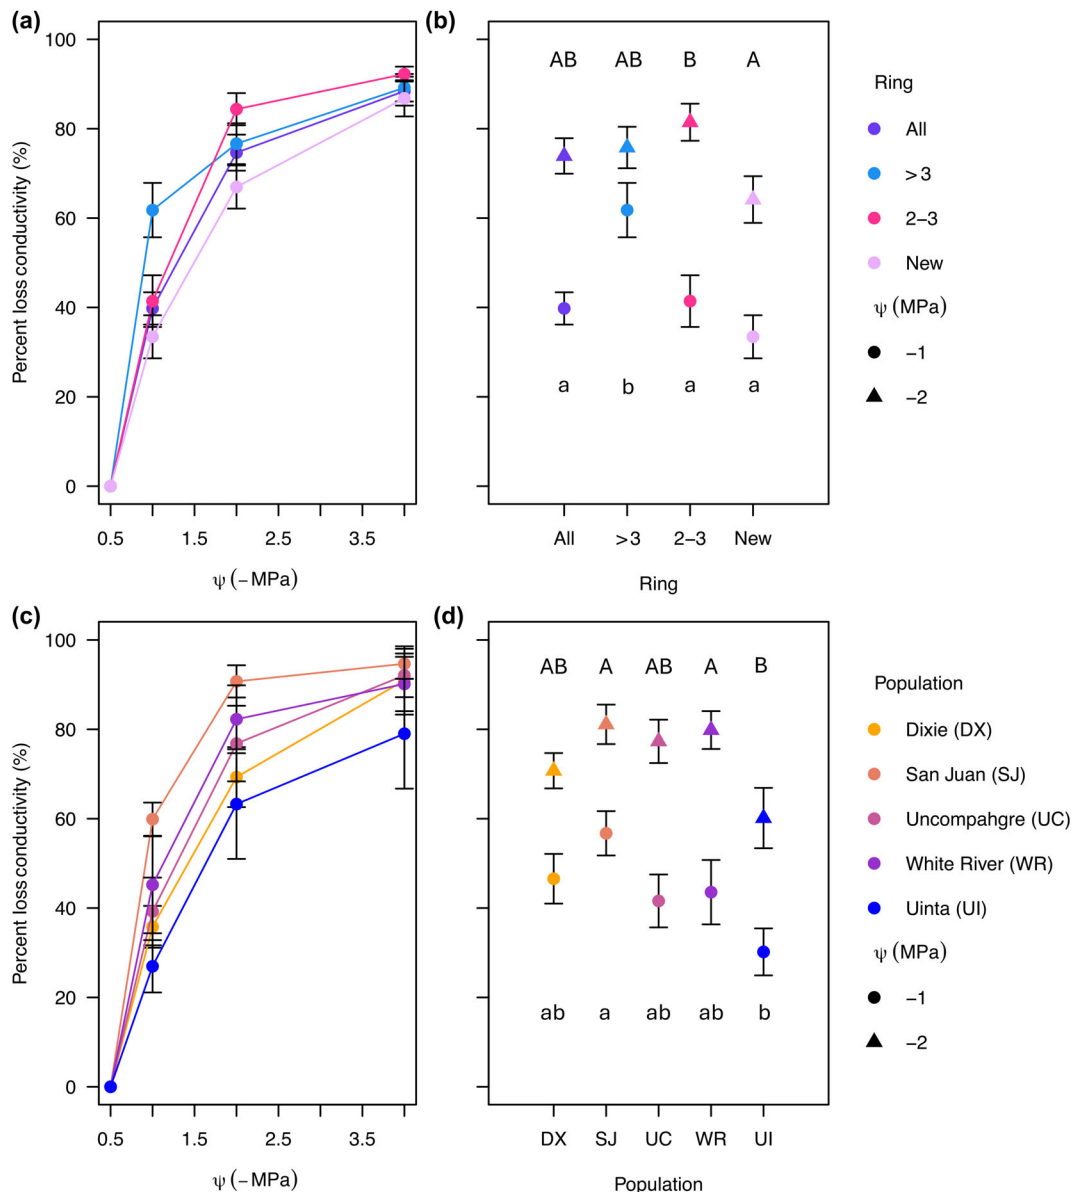 (a)
100
80
60
40
20
0
Percent loss conductivity (%)
0.5 1.5 2.5 3.5
ψ (−MPa)
(b)
AB AB B A
a b a a
All >3 2−3 New
Ring
Ring
All
>3
2−3
New
ψ (MPa)
−1
−2
(c)
100
80
60
40
20
0
Percent loss conductivity (%)
0.5 1.5 2.5 3.5
ψ (−MPa)
(d)
AB A AB A B
ab a ab ab b
DX SJ UC WR UI
Population
Population
Dixie (DX)
San Juan (SJ)
Uncompahgre (UC)
White River (WR)
Uinta (UI)
ψ (MPa)
−1
−2